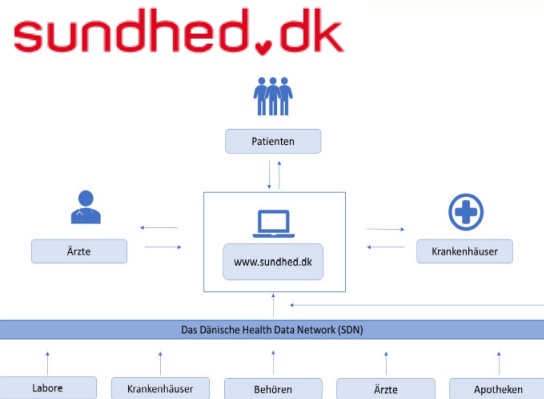 sundhed.dk
Patienten
Ärzte
www.sundhed.dk
Krankenhäuser
Das Dänische Health Data Network (SDN)
Labore
Krankenhäuser
Behören
Ärzte
Apotheken